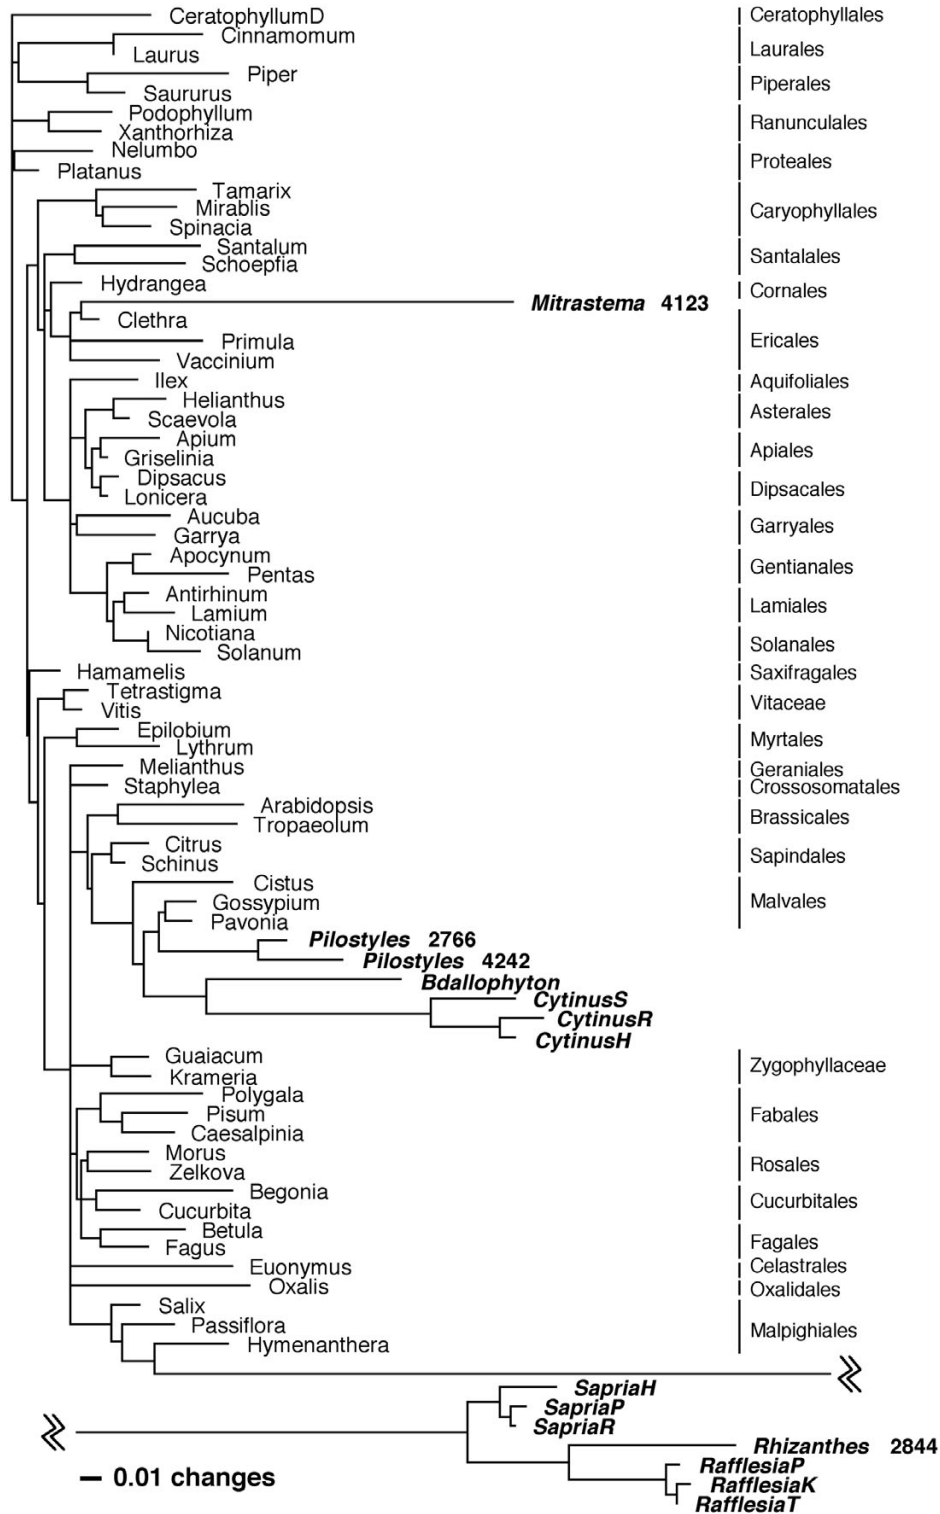 CeratophyllumD Ceratophyllales
Cinnamomum
Laurus Laurales
Piper
Saururus Piperales
Podophyllum
Xanthorhiza Ranunculales
Nelumbo
Platanus Proteales
Tamarix
Mirablis Caryophyllales
Spinacia
Santalum
Schoepfia Santalales
Hydrangea Cornales
Mitrastema 4123
Clethra
Primula Ericales
Vaccinium
Ilex Aquifoliales
Helianthus
Scaevola Asterales
Apium
Griselinia Apiales
Dipsacus
Lonicera Dipsacales
Aucuba
Garrya Garryales
Apocynum
Pentas Gentianales
Antirhinum
Lamium Lamiales
Nicotiana
Solanum Solanales
Hamamelis Saxifragales
Tetrastigma
Vitis Vitaceae
Epilobium
Lythrum Myrtales
Melianthus Geraniales
Staphylea Crossosomatales
Arabidopsis
Tropaeolum Brassicales
Citrus
Schinus Sapindales
Cistus
Gossypium Malvales
Pavonia
Pilostyles 2766
Pilostyles 4242
Bdallophyton
CytinusS
CytinusR
CytinusH
Guaiacum
Krameria Zygophyllaceae
Polygala
Pisum Fabales
Caesalpinia
Morus
Zelkova Rosales
Begonia
Cucurbita Cucurbitales
Betula
Fagus Fagales
Euonymus Celastrales
Oxalis Oxalidales
Salix
Passiflora Malpighiales
Hymenanthera
SapriaH
SapriaP
SapriaR
Rhizanthes 2844
RafflesiaP
0.01 changes
RafflesiaK
RafflesiaT